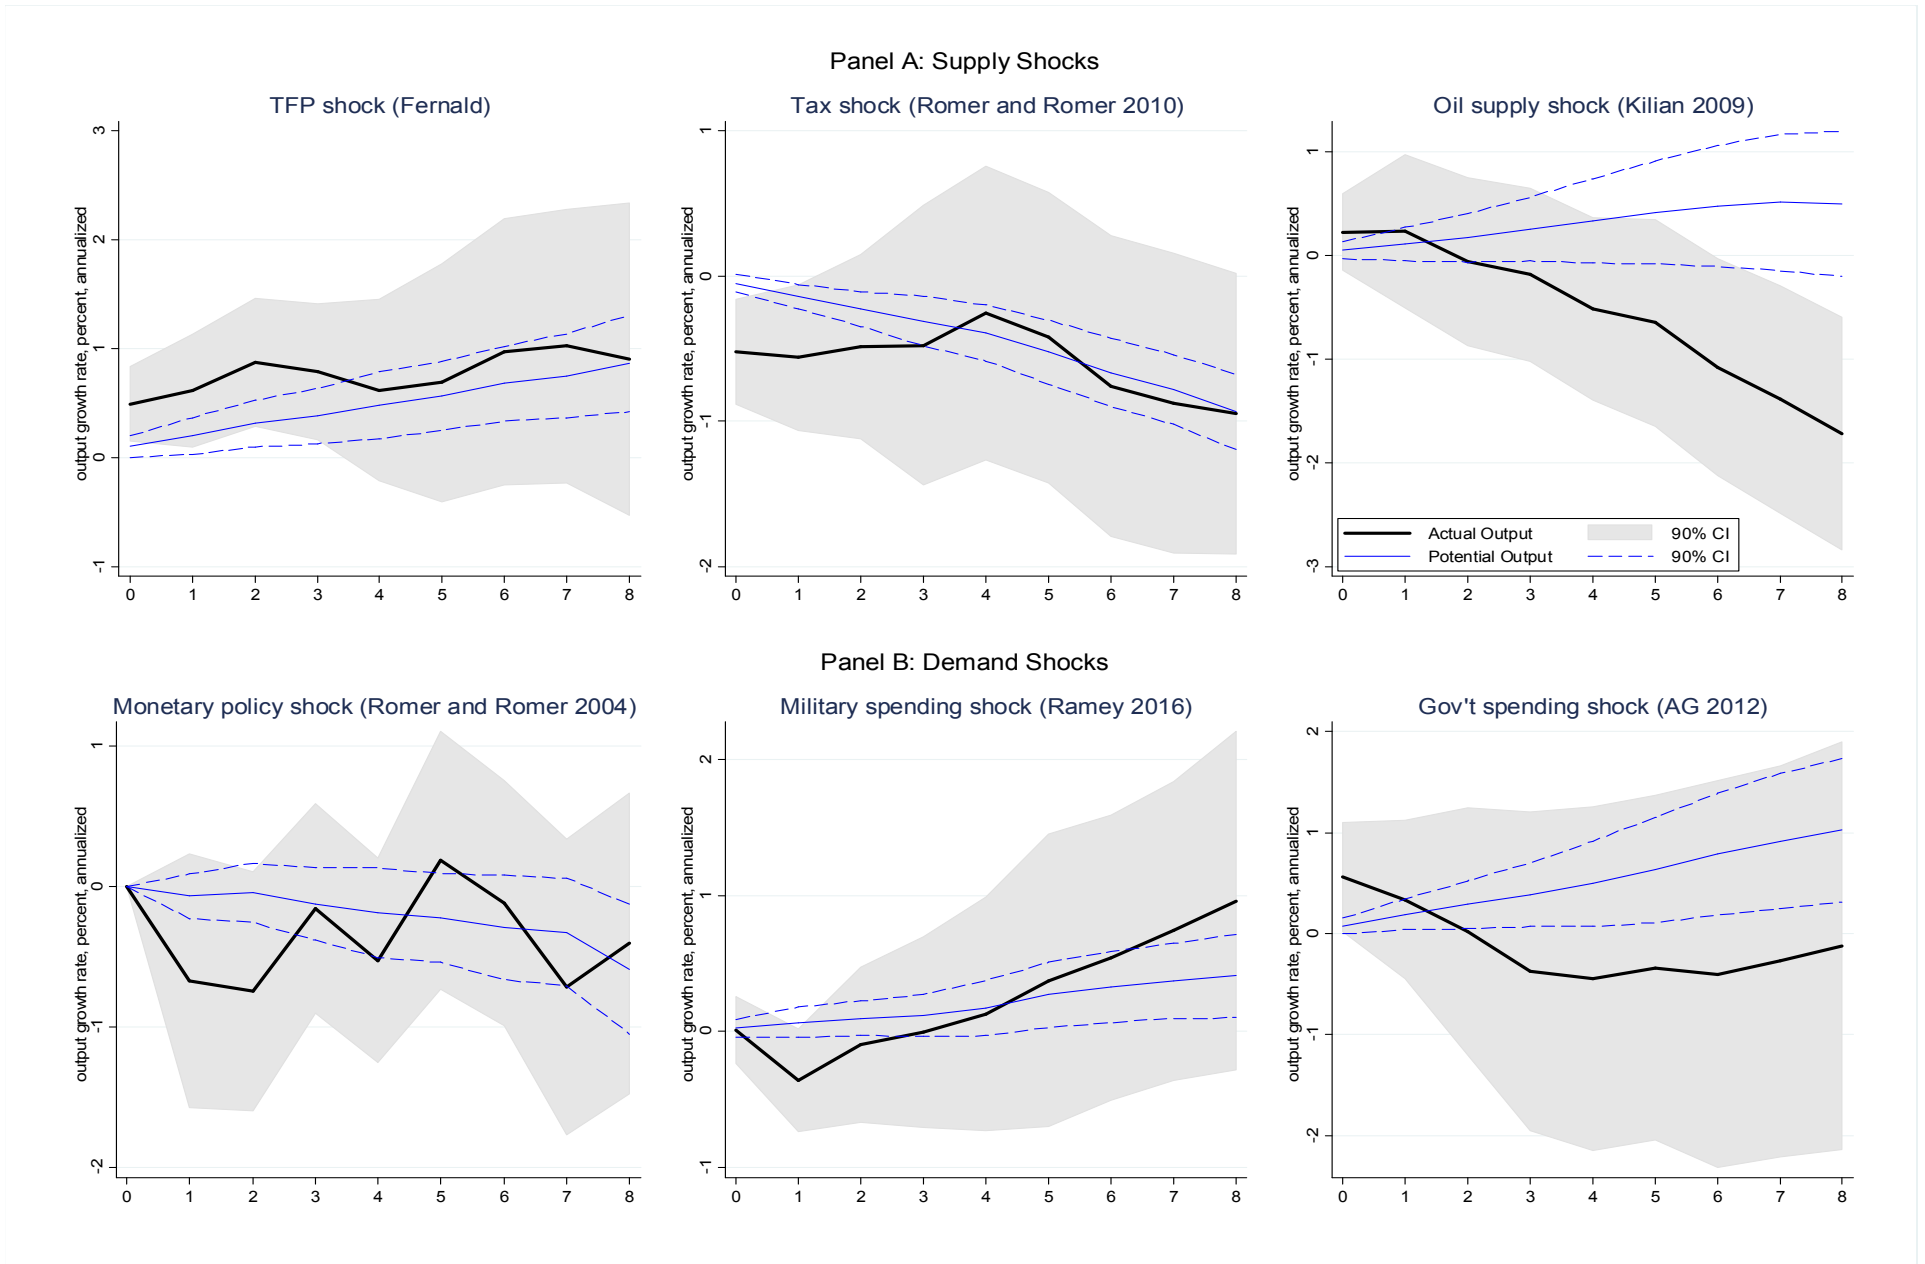 Panel A: Supply Shocks
TFP shock (Fernald)
output growth rate, percent, annualized
3
2
1
0
-1
0 1 2 3 4 5 6 7 8
Tax shock (Romer and Romer 2010)
output growth rate, percent, annualized
1
0
-1
-2
0 1 2 3 4 5 6 7 8
Oil supply shock (Kilian 2009)
output growth rate, percent, annualized
1
0
-1
-2
-3
Actual Output 90% CI
Potential Output 90% CI
0 1 2 3 4 5 6 7 8
Panel B: Demand Shocks
Monetary policy shock (Romer and Romer 2004)
output growth rate, percent, annualized
1
0
-1
-2
0 1 2 3 4 5 6 7 8
Military spending shock (Ramey 2016)
output growth rate, percent, annualized
2
1
0
-1
0 1 2 3 4 5 6 7 8
Gov't spending shock (AG 2012)
output growth rate, percent, annualized
2
1
0
-1
-2
0 1 2 3 4 5 6 7 8